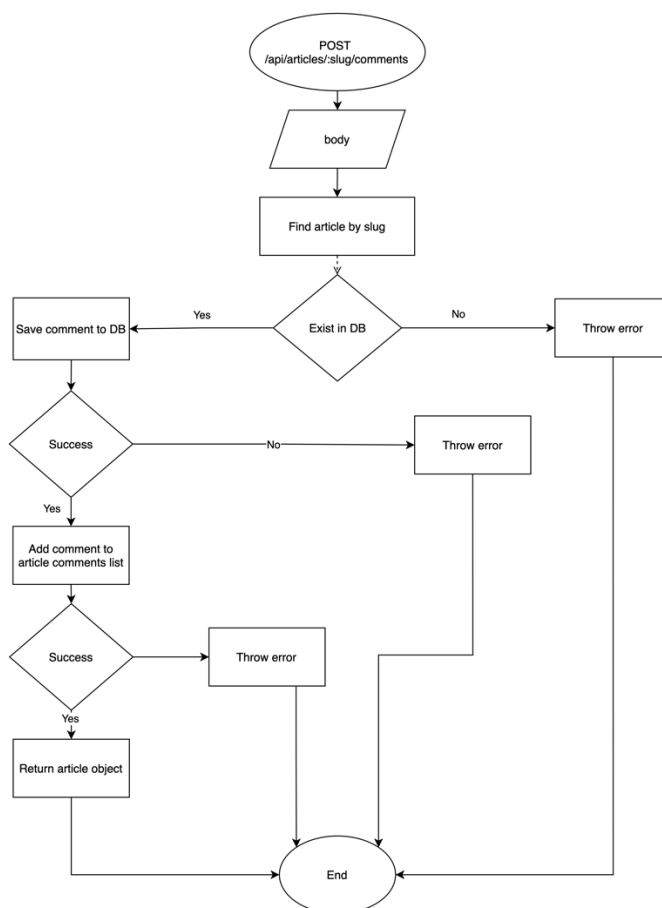 POST
/api/articles/:slug/comments
body
Find article by slug
Exist in DB
Yes
No
Save comment to DB
Throw error
Success
No
Throw error
Yes
Add comment to
article comments list
Success
Throw error
Yes
Return article object
End